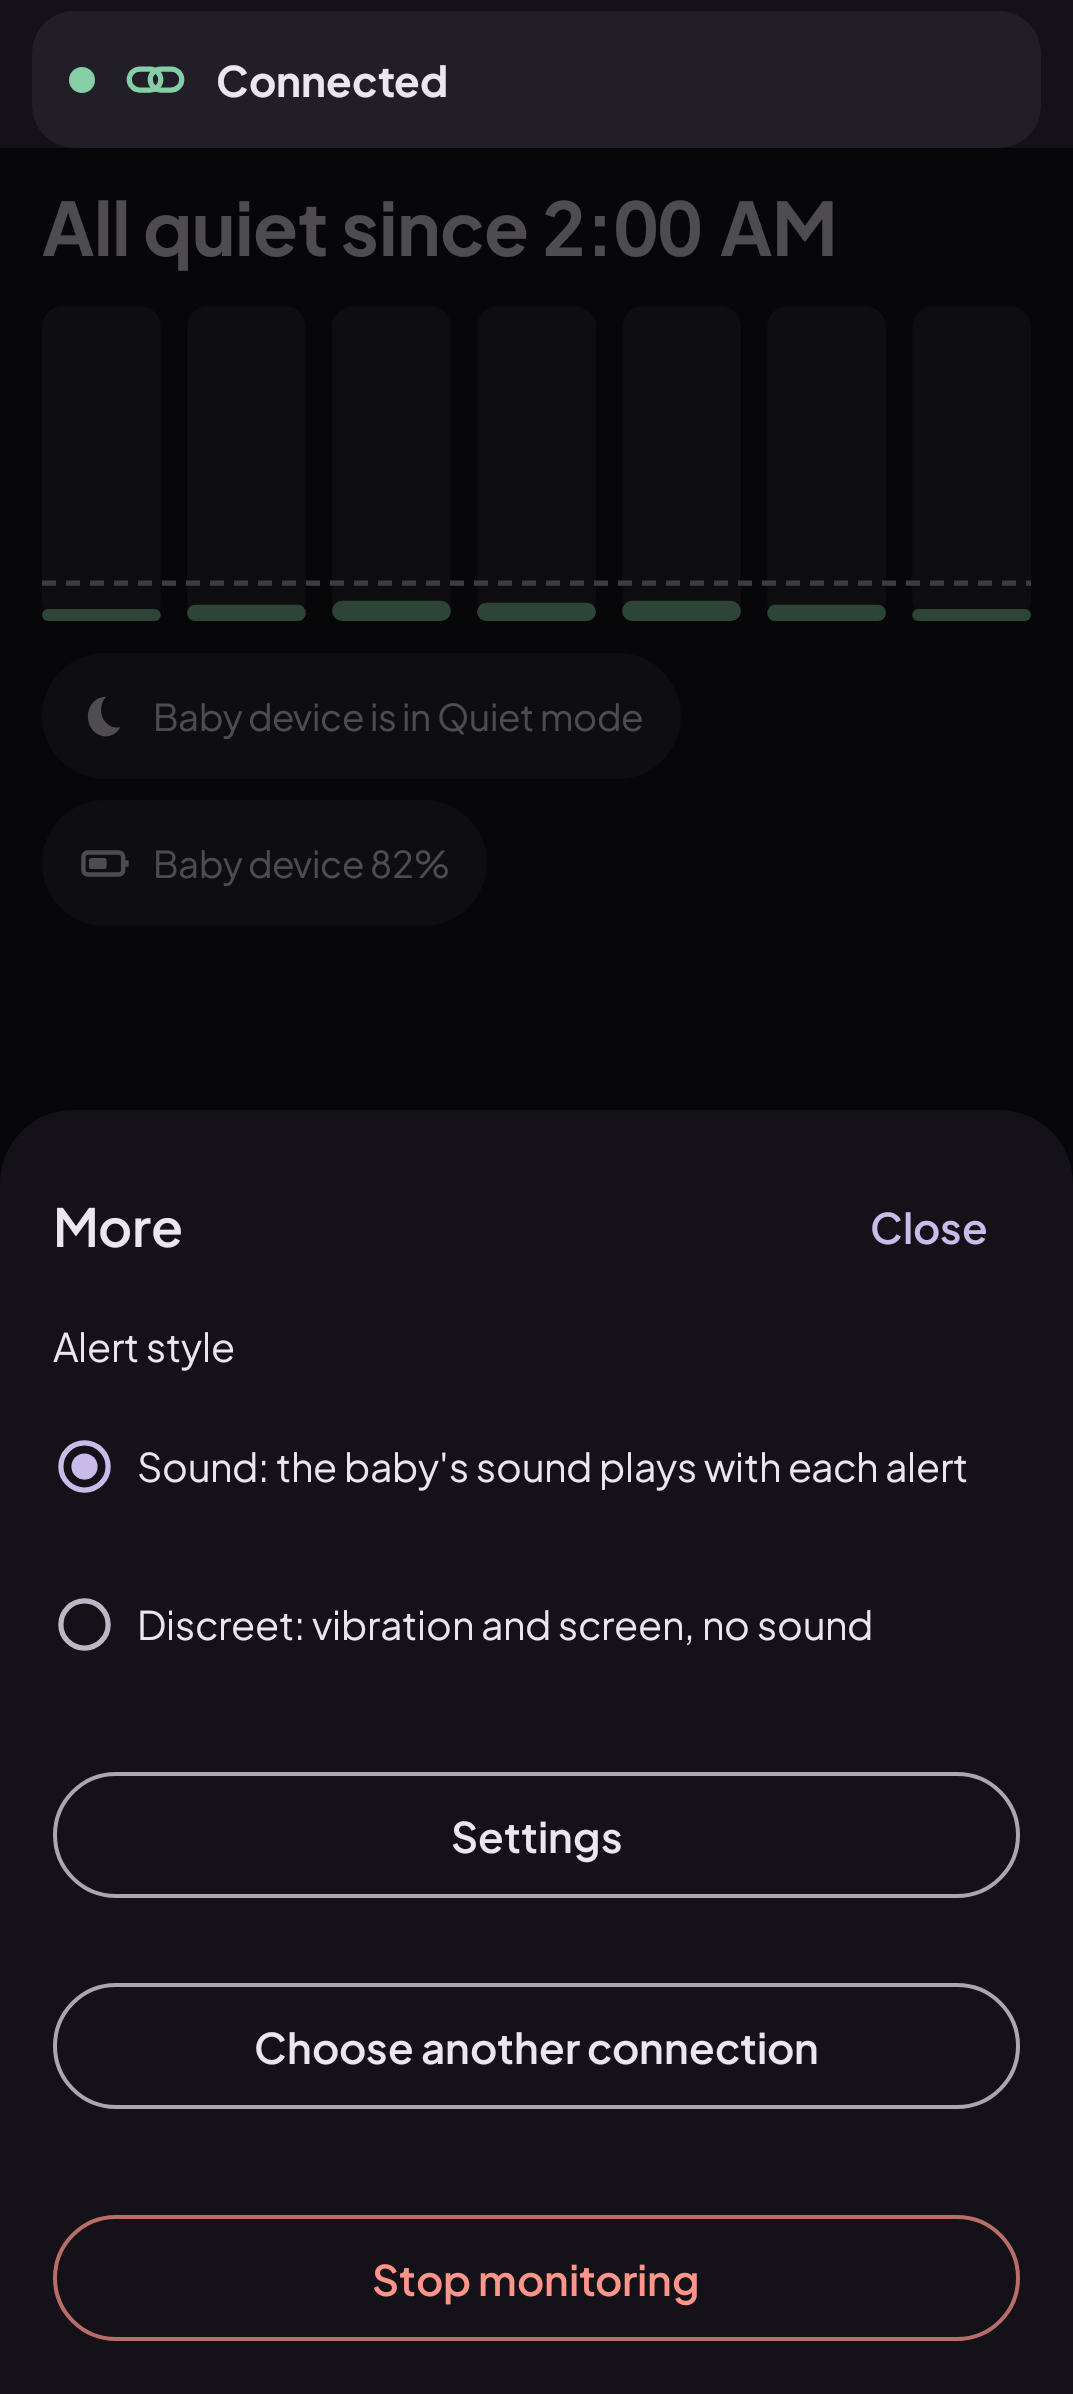 Connected
All quiet since 2:00 AM
Baby device is in Quiet mode
Baby device 82%
More
Close
Alert style
Sound: the baby's sound plays with each alert
Discreet: vibration and screen, no sound
Settings
Choose another connection
Stop monitoring